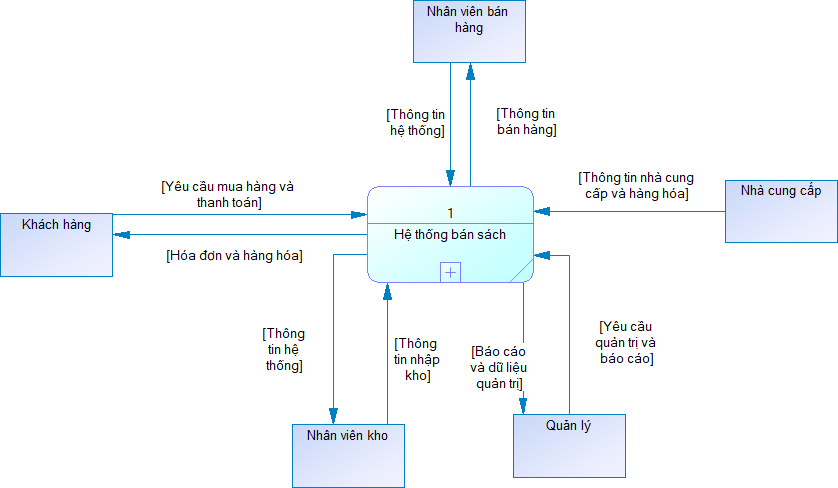 Nhân viên bán
hàng
[Thông tin
hệ thống]
[Thông tin
bán hàng]
[Yêu cầu mua hàng và
thanh toán]
[Thông tin nhà cung
cấp và hàng hóa]
Nhà cung cấp
Khách hàng
1
Hệ thống bán sách
[Hóa đơn và hàng hóa]
[Thông
tin hệ
thống]
[Thông
tin nhập
kho]
[Báo cáo
và dữ liệu
quản trị]
[Yêu cầu
quản trị và
báo cáo]
Nhân viên kho
Quản lý